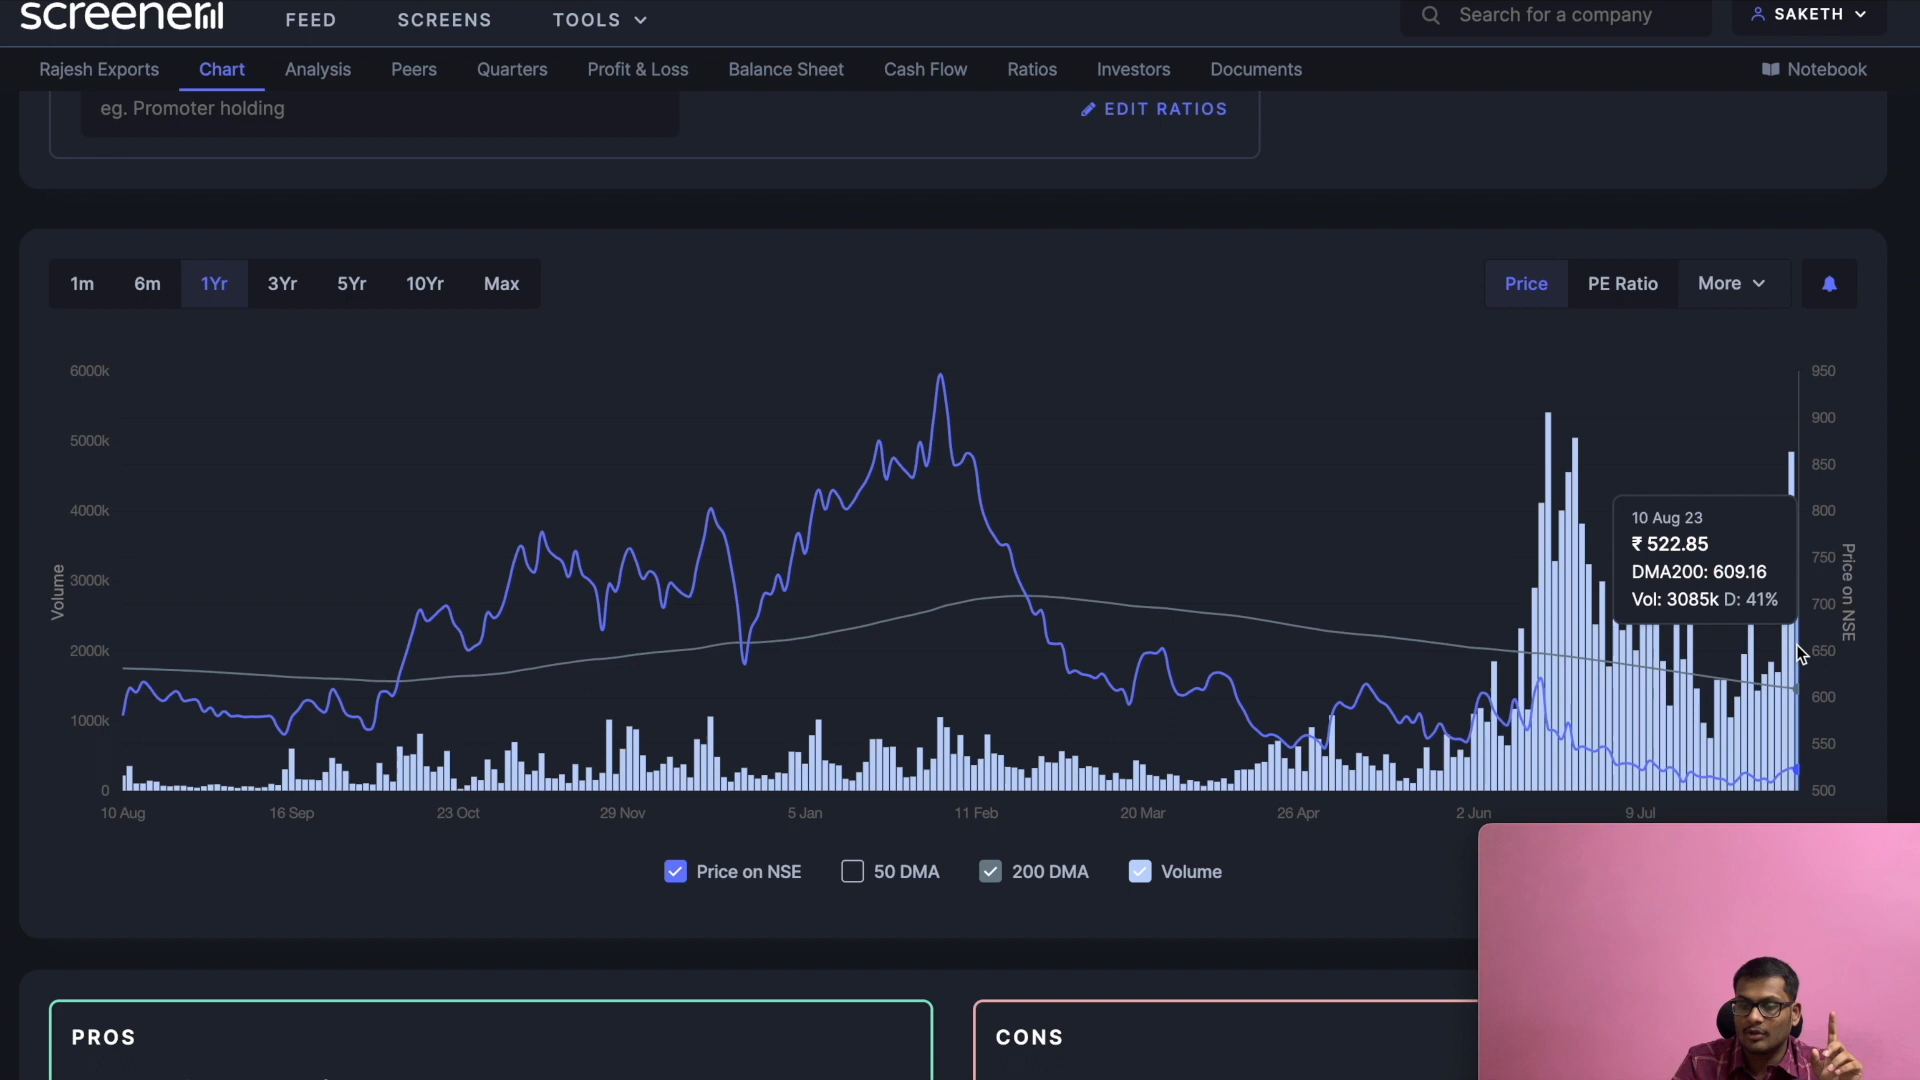 screener
FEED
SCREENS
TOOLS
Search for a company
SAKETH
Rajesh Exports
Chart
Analysis
Peers
Quarters
Profit & Loss
Balance Sheet
Cash Flow
Ratios
Investors
Documents
Notebook
eg. Promoter holding
EDIT RATIOS
1m
6m
1Yr
3Yr
5Yr
10Yr
Max
Price
PE Ratio
More
6000k
5000k
4000k
3000k
2000k
1000k
0
Volume
950
900
850
800
750
700
650
600
550
500
Price on NSE
10 Aug 23
₹ 522.85
DMA200: 609.16
Vol: 3085k D: 41%
10 Aug
16 Sep
23 Oct
29 Nov
5 Jan
11 Feb
20 Mar
26 Apr
2 Jun
9 Jul
Price on NSE
50 DMA
200 DMA
Volume
PROS
CONS